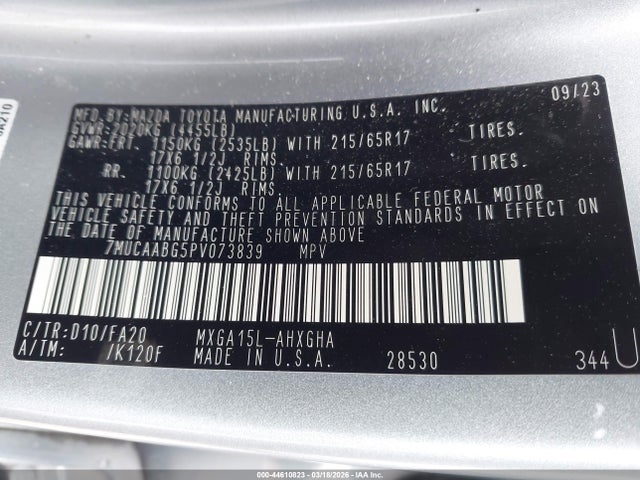 09/23
MFD.BY:MAZDA TOYOTA MANUFACTURING U.S.A. INC.
GVWR:2020KG (4455LB)
GAWR:FRT. 1150KG (2535LB) WITH 215/65R17 TIRES.
17X6 1/2J RIMS.
RR. 1100KG (2425LB) WITH 215/65R17 TIRES.
17X6 1/2J RIMS.
THIS VEHICLE CONFORMS TO ALL APPLICABLE FEDERAL MOTOR
VEHICLE SAFETY AND THEFT PREVENTION STANDARDS IN EFFECT ON
THE DATE OF MANUFACTURE SHOWN ABOVE
7MUCAABG5PV073839 MPV
C/TR:D10/FA20 MXGA15L-AHXGHA
A/TM: /K120F MADE IN U.S.A. 28530 344U
000-44610823 - 03/18/2026 - IAA Corp.